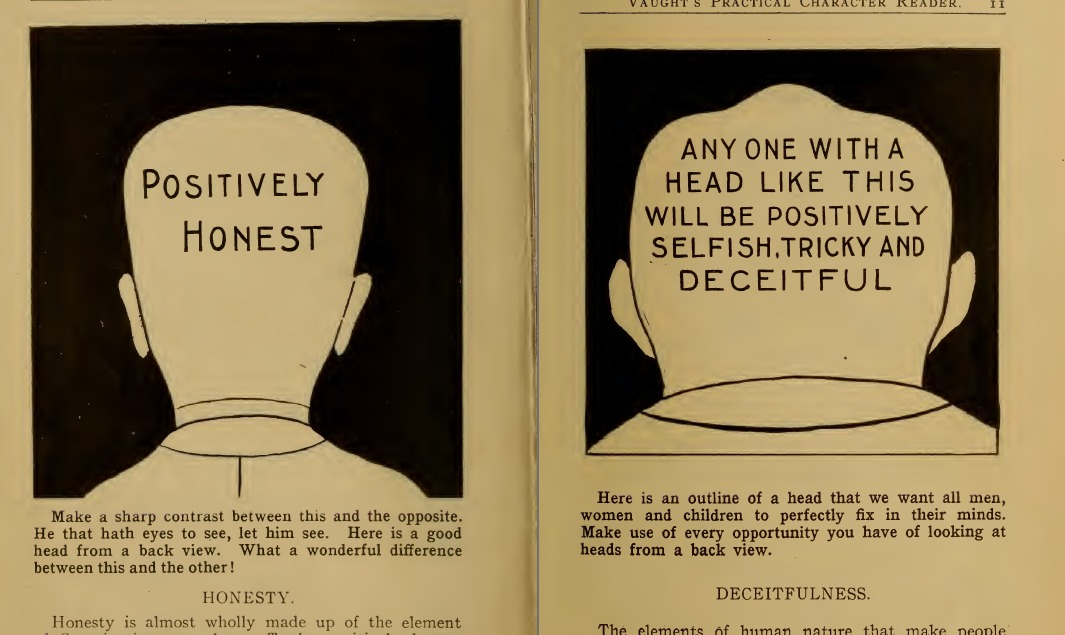 POSITIVELY
HONEST
Make a sharp contrast between this and the opposite.
He that hath eyes to see, let him see. Here is a good
head from a back view. What a wonderful difference
between this and the other!
HONESTY.
Honesty is almost wholly made up of the element
VAUGHT'S PRACTICAL CHARACTER READER. 11
ANY ONE WITH A
HEAD LIKE THIS
WILL BE POSITIVELY
SELFISH, TRICKY AND
DECEITFUL
Here is an outline of a head that we want all men,
women and children to perfectly fix in their minds.
Make use of every opportunity you have of looking at
heads from a back view.
DECEITFULNESS.
The elements of human nature that make people